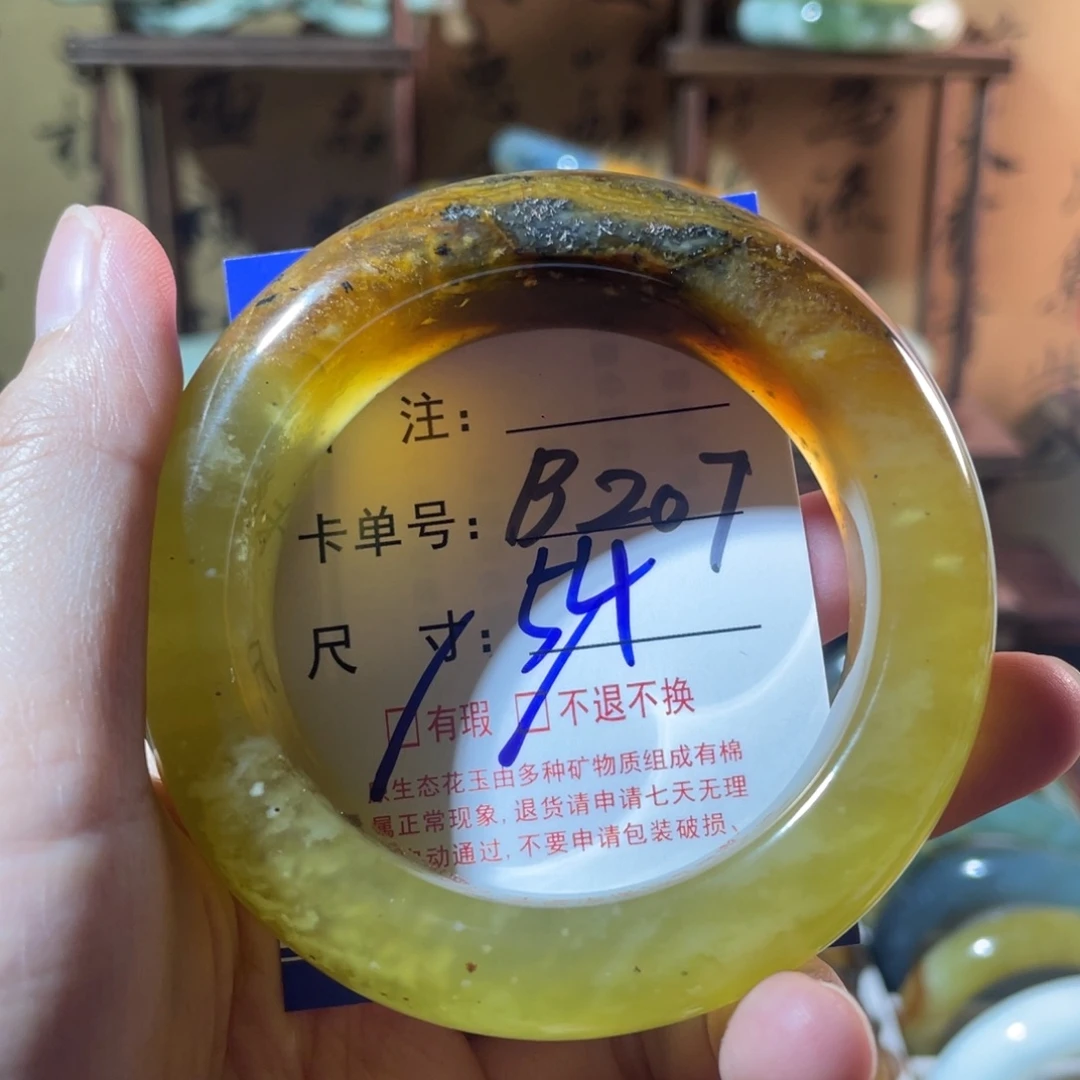 注:
卡单号: B207
尺 寸: 54
有瑕 不退不换
生态花玉由多种矿物质组成有棉
属正常现象, 退货请申请七天无理
动通过, 不要申请包装破损、